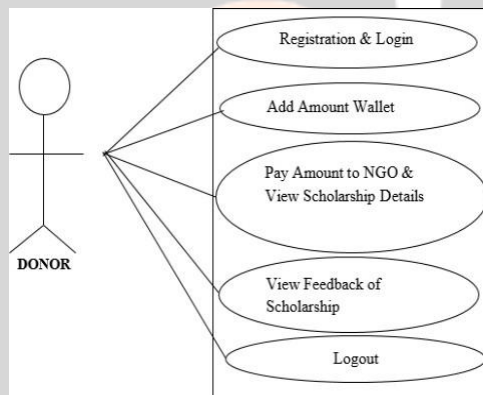 Registration & Login
Add Amount Wallet
Pay Amount to NGO &
View Scholarship Details
DONOR
View Feedback of
Scholarship
Logout